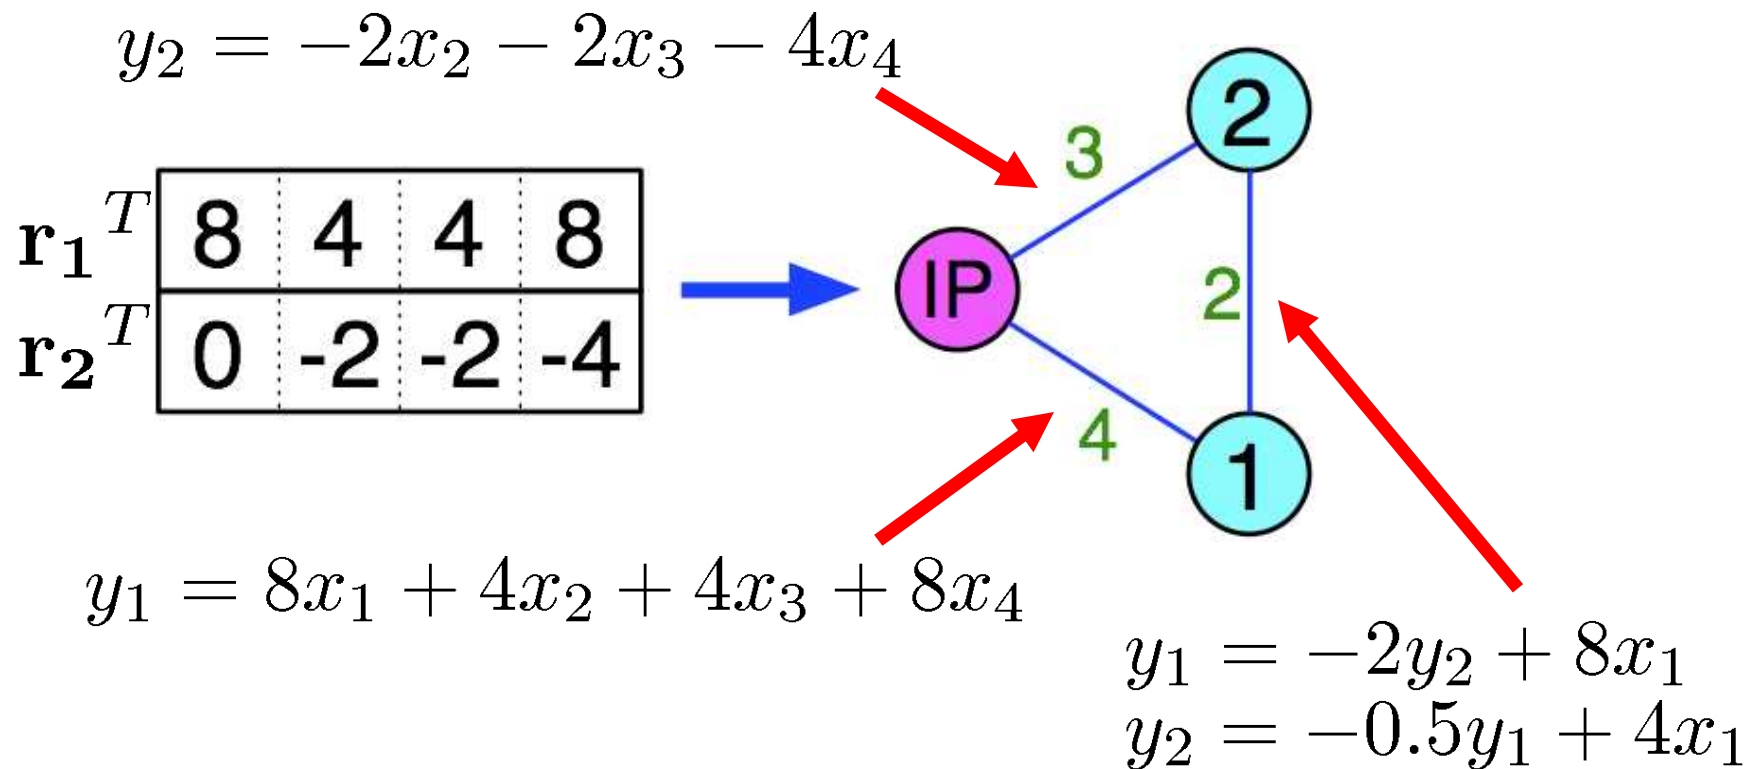 y₂ = −2x₂ − 2x₃ − 4x₄
r₁ᵀ 8 4 4 8
r₂ᵀ 0 -2 -2 -4
IP
2
1
3
2
4
y₁ = 8x₁ + 4x₂ + 4x₃ + 8x₄
y₁ = −2y₂ + 8x₁
y₂ = −0.5y₁ + 4x₁